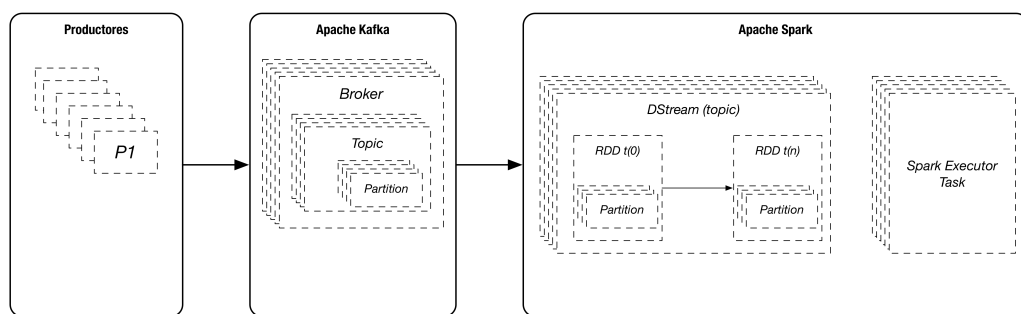 Productores
P1
Apache Kafka
Broker
Topic
Partition
Apache Spark
DStream (topic)
RDD t(0)
Partition
RDD t(n)
Partition
Spark Executor
Task